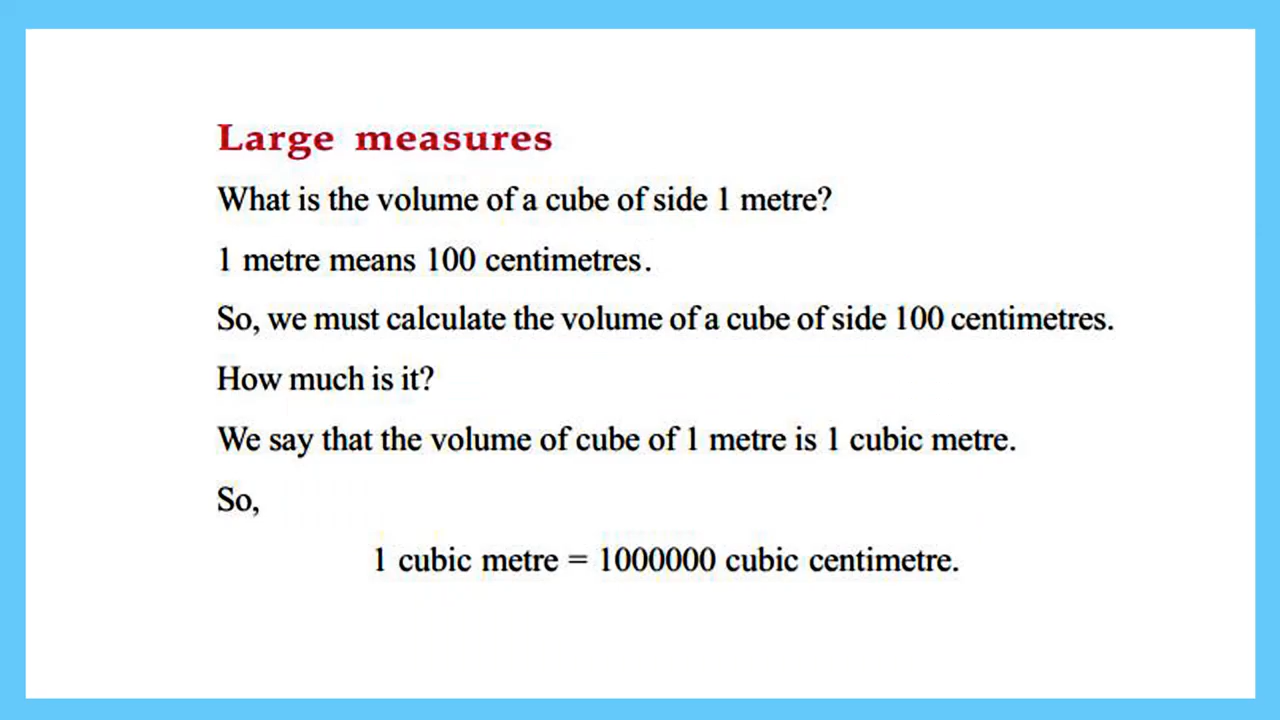 Large measures
What is the volume of a cube of side 1 metre?
1 metre means 100 centimetres.
So, we must calculate the volume of a cube of side 100 centimetres.
How much is it?
We say that the volume of cube of 1 metre is 1 cubic metre.
So,
1 cubic metre = 1000000 cubic centimetre.